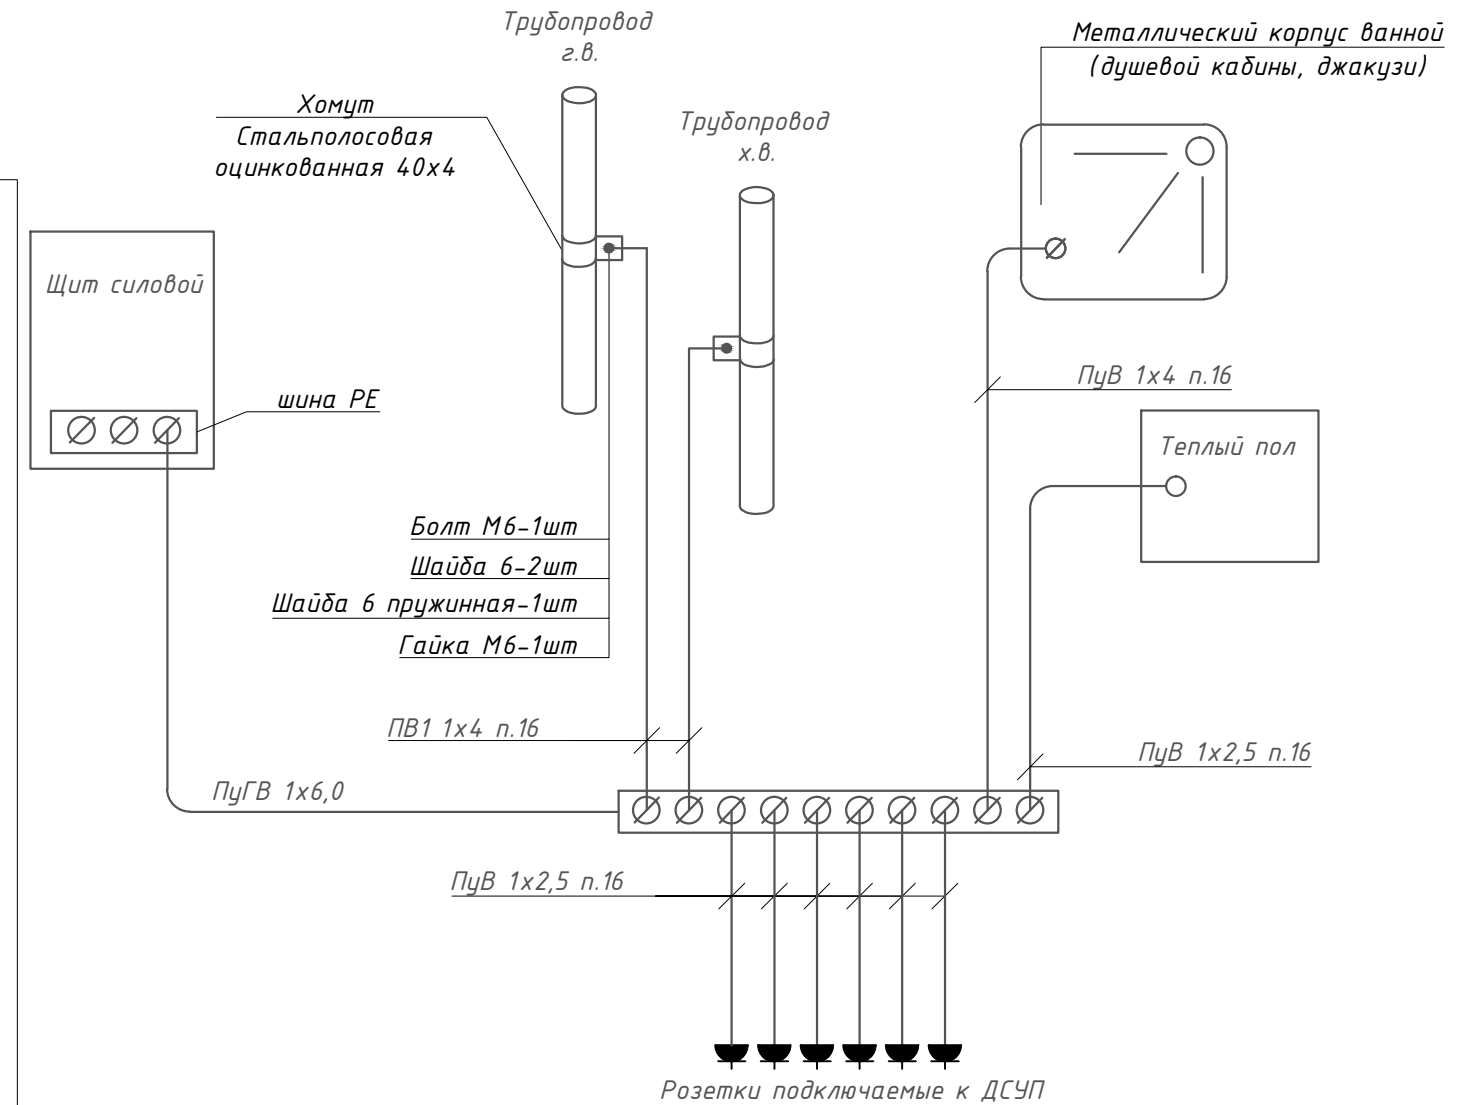 Трубопровод
г.в.
Металлический корпус ванной
(душевой кабины, джакузи)
Хомут
Стальполосовая
оцинкованная 40х4
Трубопровод
х.в.
Щит силовой
шина РЕ
ПуВ 1х4 п.16
Теплый пол
Болт М6-1шт
Шайба 6-2шт
Шайба 6 пружинная-1шт
Гайка М6-1шт
ПВ1 1х4 п.16
ПуВ 1х2,5 п.16
ПуГВ 1х6,0
ПуВ 1х2,5 п.16
Розетки подключаемые к ДСУП